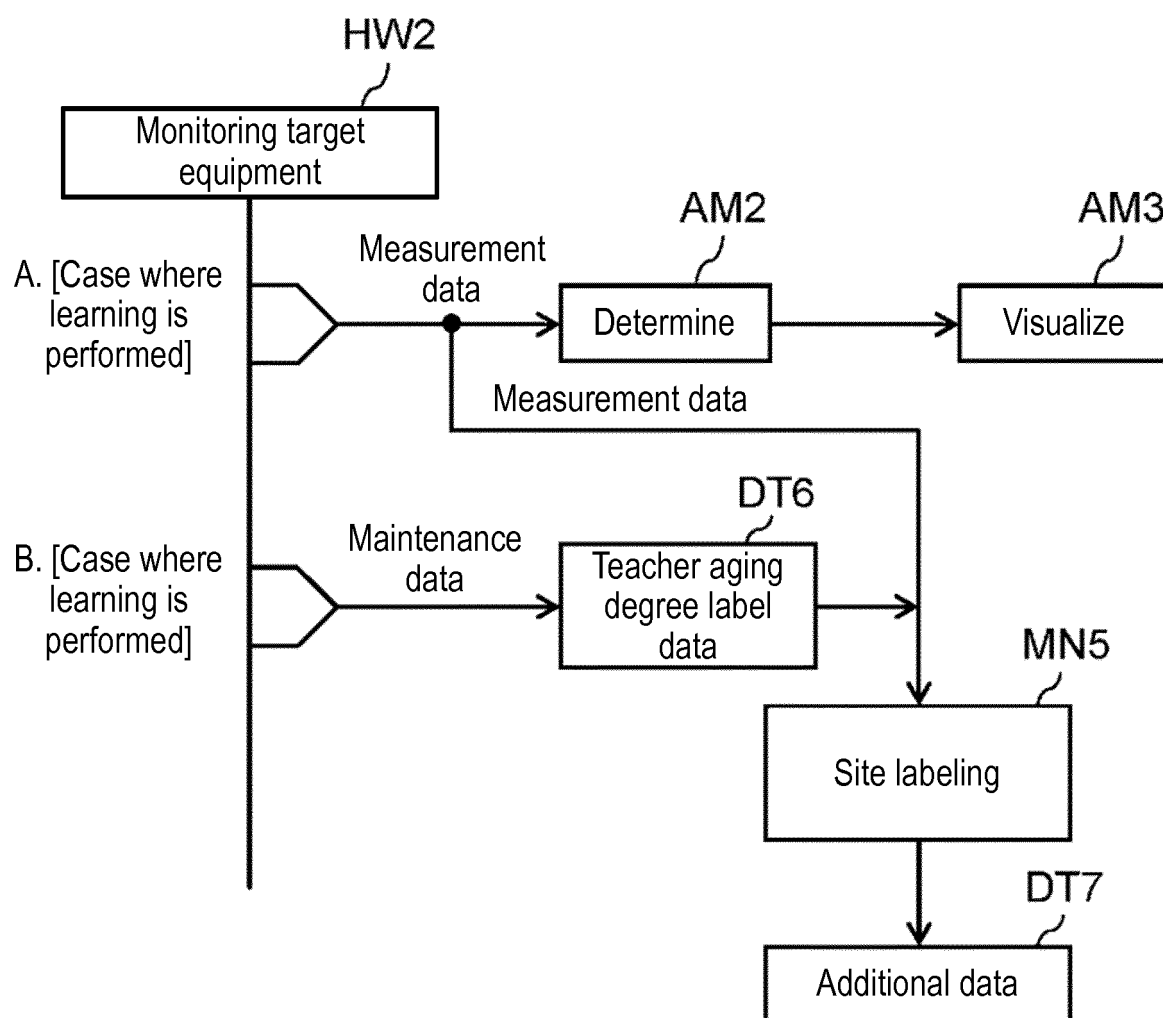 HW2
Monitoring target
equipment
AM2
AM3
A. [Case where
learning is
performed]
Measurement
data
Determine
Visualize
Measurement data
DT6
B. [Case where
learning is
performed]
Maintenance
data
Teacher aging
degree label
data
MN5
Site labeling
DT7
Additional data